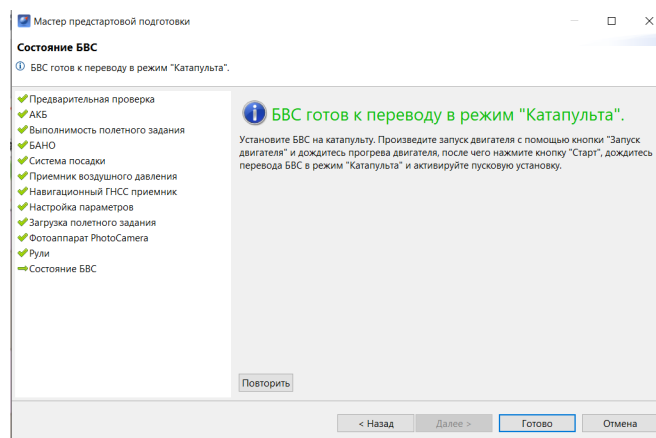 Мастер предстартовой подготовки
Состояние БВС
БВС готов к переводу в режим "Катапульта".
Предварительная проверка
АКБ
Выполнимость полетного задания
БАНО
Система посадки
Приемник воздушного давления
Навигационный ГНСС приемник
Настройка параметров
Загрузка полетного задания
Фотоаппарат PhotoCamera
Рули
Состояние БВС
БВС готов к переводу в режим "Катапульта".
Установите БВС на катапульту. Произведите запуск двигателя с помощью кнопки "Запуск
двигателя" и дождитесь прогрева двигателя, после чего нажмите кнопку "Старт", дождитесь
перевода БВС в режим "Катапульта" и активируйте пусковую установку.
Повторить
< Назад
Далее >
Готово
Отмена